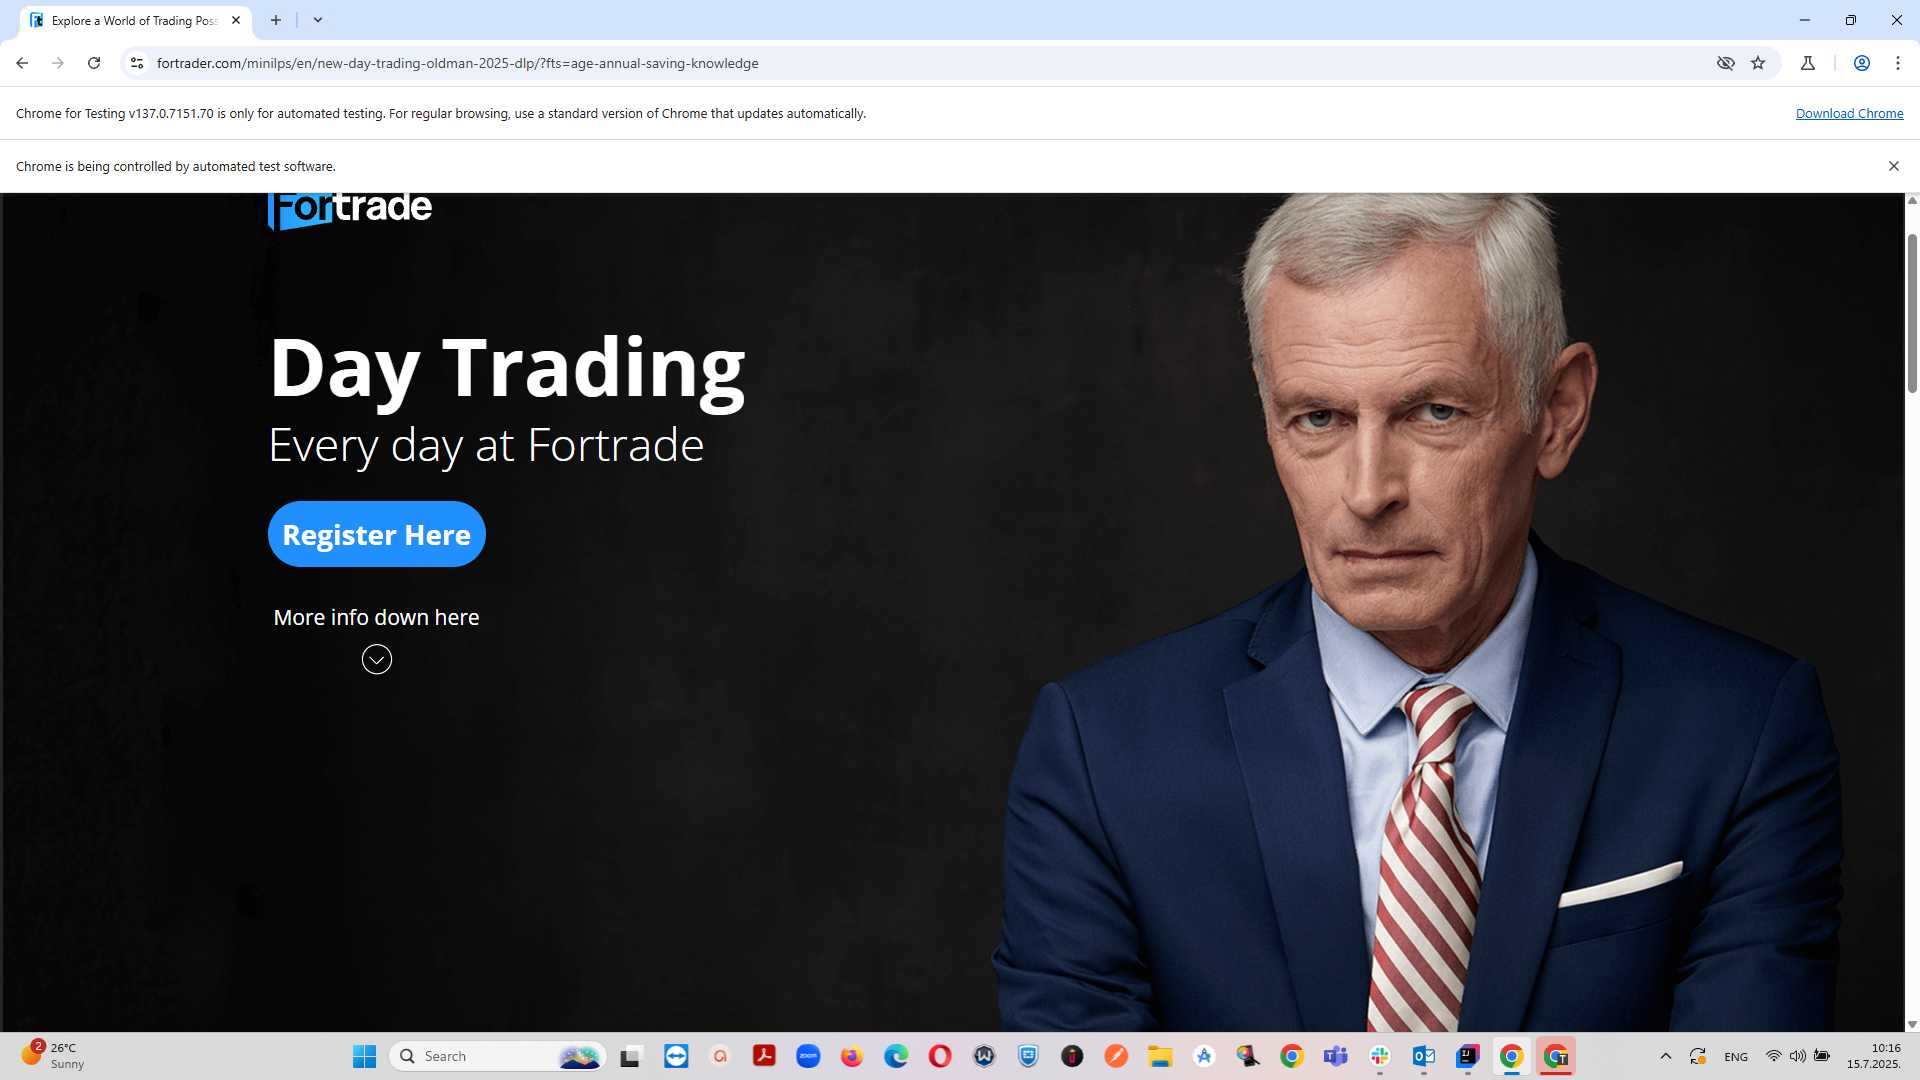 Explore a World of Trading Poss
fortrader.com/minilps/en/new-day-trading-oldman-2025-dlp/?fts=age-annual-saving-knowledge
Chrome for Testing v137.0.7151.70 is only for automated testing. For regular browsing, use a standard version of Chrome that updates automatically.
Download Chrome
Chrome is being controlled by automated test software.
Fortrade
Day Trading
Every day at Fortrade
Register Here
More info down here
2
26°C
Sunny
Search
zoom
T
ENG
10:16
15.7.2025.